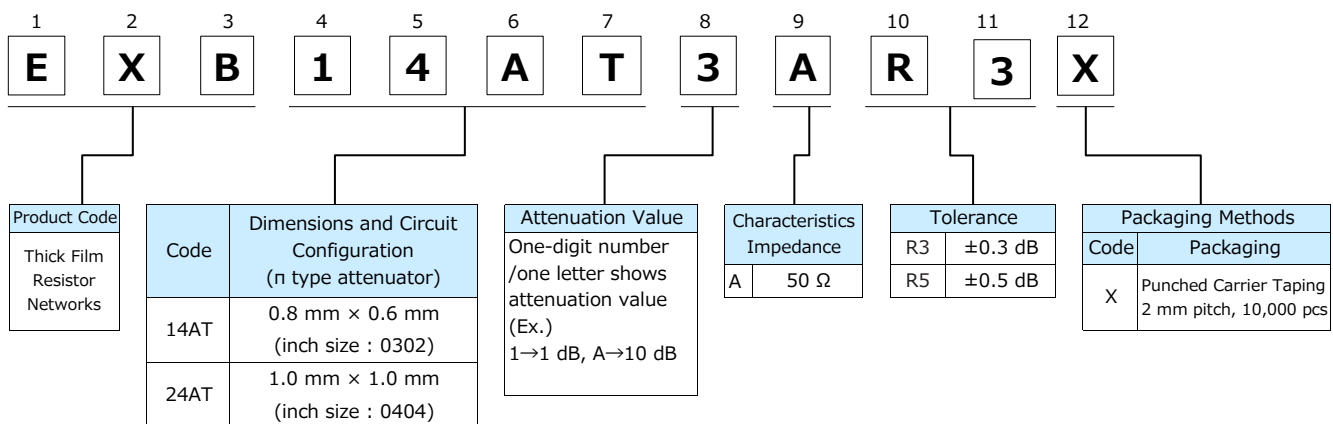 1 2 3 4 5 6 7 8 9 10 11 12
E X B 1 4 A T 3 A R 3 X
Product Code
Thick Film
Resistor
Networks
Code
Dimensions and Circuit
Configuration
(π type attenuator)
14AT
0.8 mm × 0.6 mm
(inch size : 0302)
24AT
1.0 mm × 1.0 mm
(inch size : 0404)
Attenuation Value
One-digit number
/one letter shows
attenuation value
(Ex.)
1→1 dB, A→10 dB
Characteristics
Impedance
A 50 Ω
Tolerance
R3 ±0.3 dB
R5 ±0.5 dB
Packaging Methods
Code Packaging
X
Punched Carrier Taping
2 mm pitch, 10,000 pcs